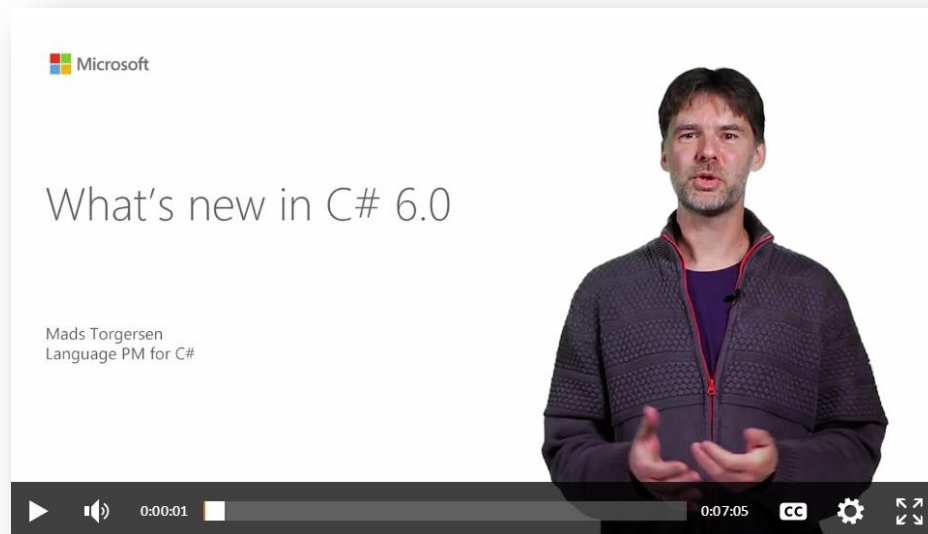 Microsoft
What's new in C# 6.0
Mads Torgersen
Language PM for C#
0:00:01
0:07:05
CC